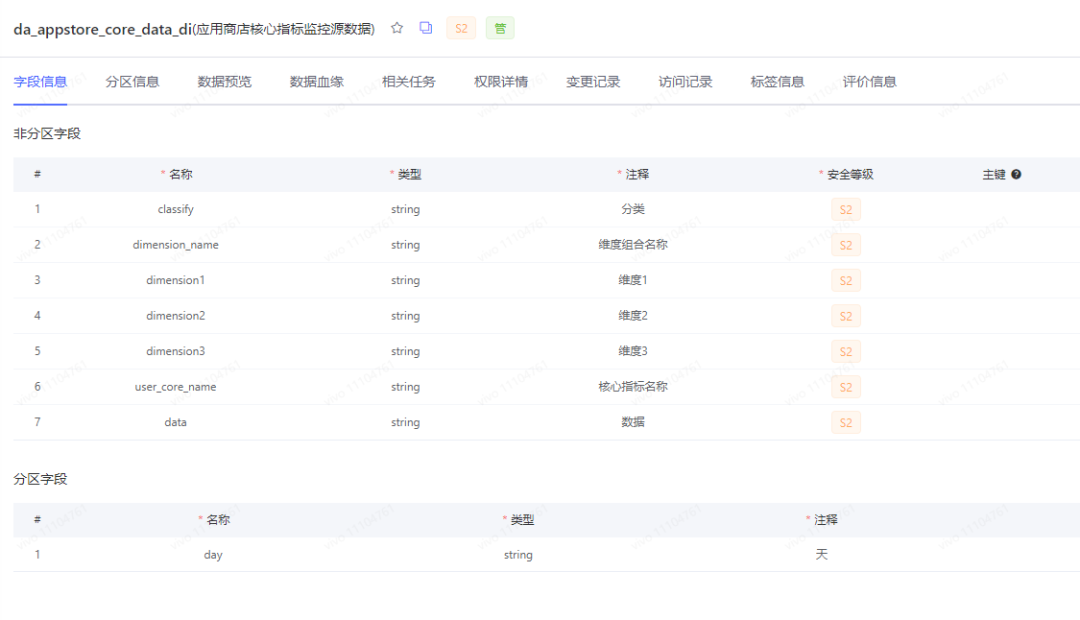 da_appstore_core_data_di(应用商店核心指标监控源数据) S2 营
字段信息 分区信息 数据预览 数据血缘 相关任务 权限详情 变更记录 访问记录 标签信息 评价信息
非分区字段
# * 名称 * 类型 * 注释 * 安全等级 主键
1 classify string 分类 S2
2 dimension_name string 维度组合名称 S2
3 dimension1 string 维度1 S2
4 dimension2 string 维度2 S2
5 dimension3 string 维度3 S2
6 user_core_name string 核心指标名称 S2
7 data string 数据 S2
分区字段
# * 名称 * 类型 * 注释
1 day string 天